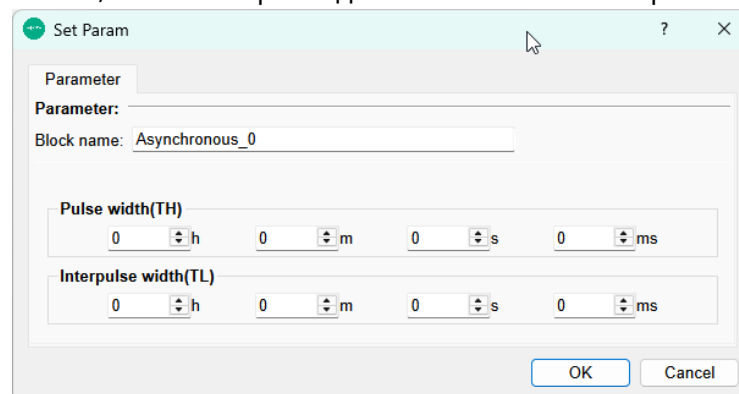 Set Param ? ×
Parameter
Parameter:
Block name: Asynchronous_0
Pulse width(TH)
0 h 0 m 0 s 0 ms
Interpulse width(TL)
0 h 0 m 0 s 0 ms
OK Cancel